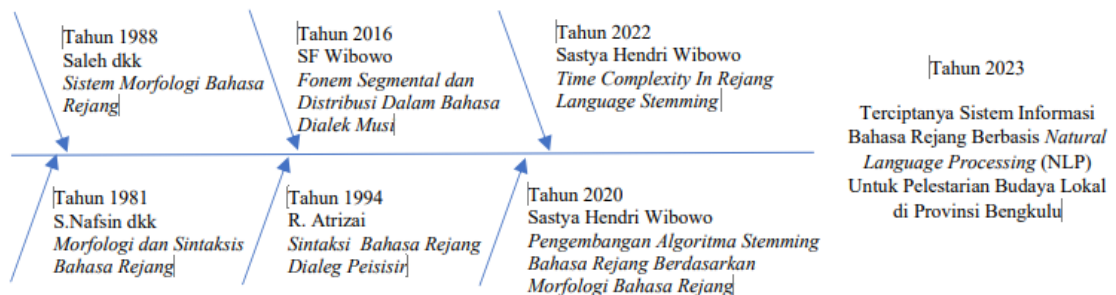 Tahun 1988
Saleh dkk
Sistem Morfologi Bahasa
Rejang
Tahun 2016
SF Wibowo
Fonem Segmental dan
Distribusi Dalam Bahasa
Dialek Musi
Tahun 2022
Sastya Hendri Wibowo
Time Complexity In Rejang
Language Stemming
Tahun 2023
Terciptanya Sistem Informasi
Bahasa Rejang Berbasis Natural
Language Processing (NLP)
Untuk Pelestarian Budaya Lokal
di Provinsi Bengkulu
Tahun 1981
S.Nafsin dkk
Morfologi dan Sintaksis
Bahasa Rejang
Tahun 1994
R. Atrizai
Sintaksi Bahasa Rejang
Dialeg Peisisir
Tahun 2020
Sastya Hendri Wibowo
Pengembangan Algoritma Stemming
Bahasa Rejang Berdasarkan
Morfologi Bahasa Rejang